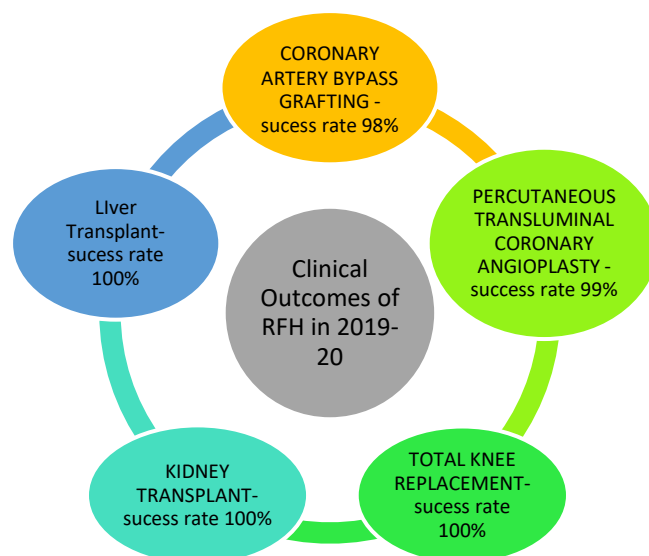 CORONARY
ARTERY BYPASS
GRAFTING -
sucess rate 98%
PERCUTANEOUS
TRANSLUMINAL
CORONARY
ANGIOPLASTY -
success rate 99%
TOTAL KNEE
REPLACEMENT-
sucess rate
100%
KIDNEY
TRANSPLANT-
sucess rate 100%
LIver
Transplant-
sucess rate
100%
Clinical
Outcomes of
RFH in 2019-
20